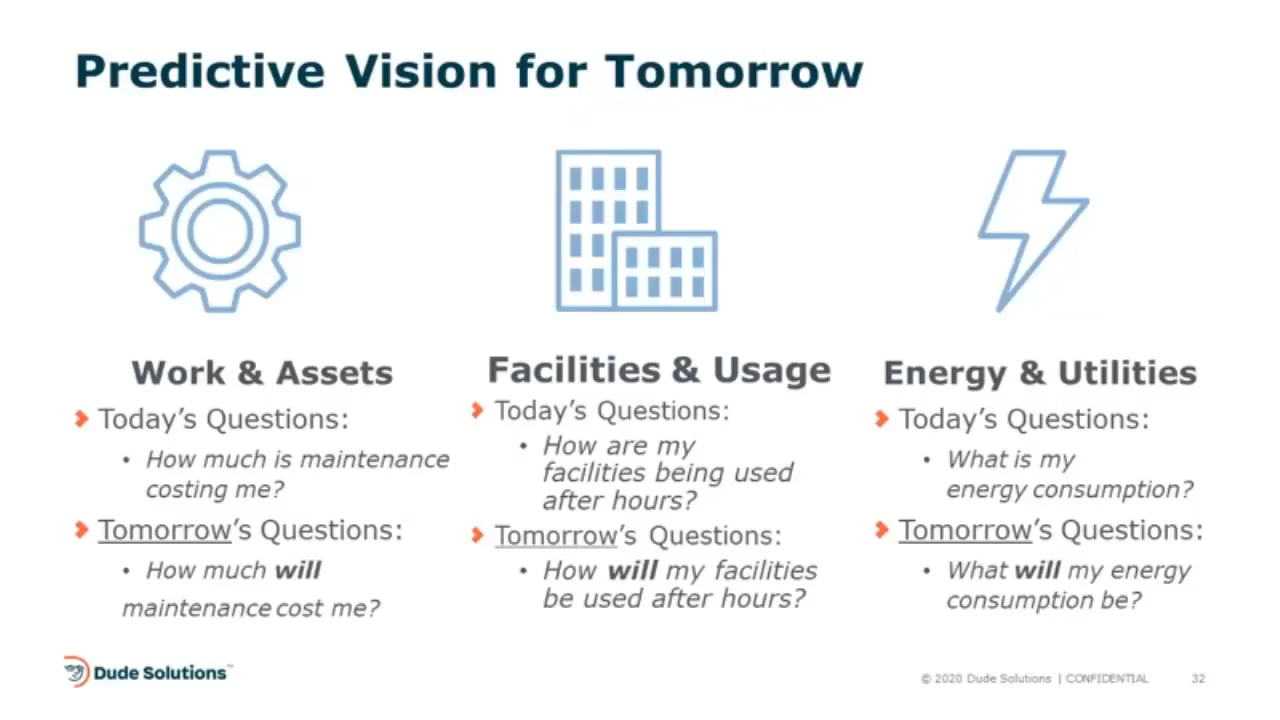 Predictive Vision for Tomorrow
Work & Assets
Today's Questions:
• How much is maintenance
costing me?
Tomorrow's Questions:
• How much will
maintenance cost me?
Facilities & Usage
Today's Questions:
• How are my
facilities being used
after hours?
Tomorrow's Questions:
• How will my facilities
be used after hours?
Energy & Utilities
Today's Questions:
• What is my
energy consumption?
Tomorrow's Questions:
• What will my energy
consumption be?
Dude Solutions™
© 2020 Dude Solutions | CONFIDENTIAL 32